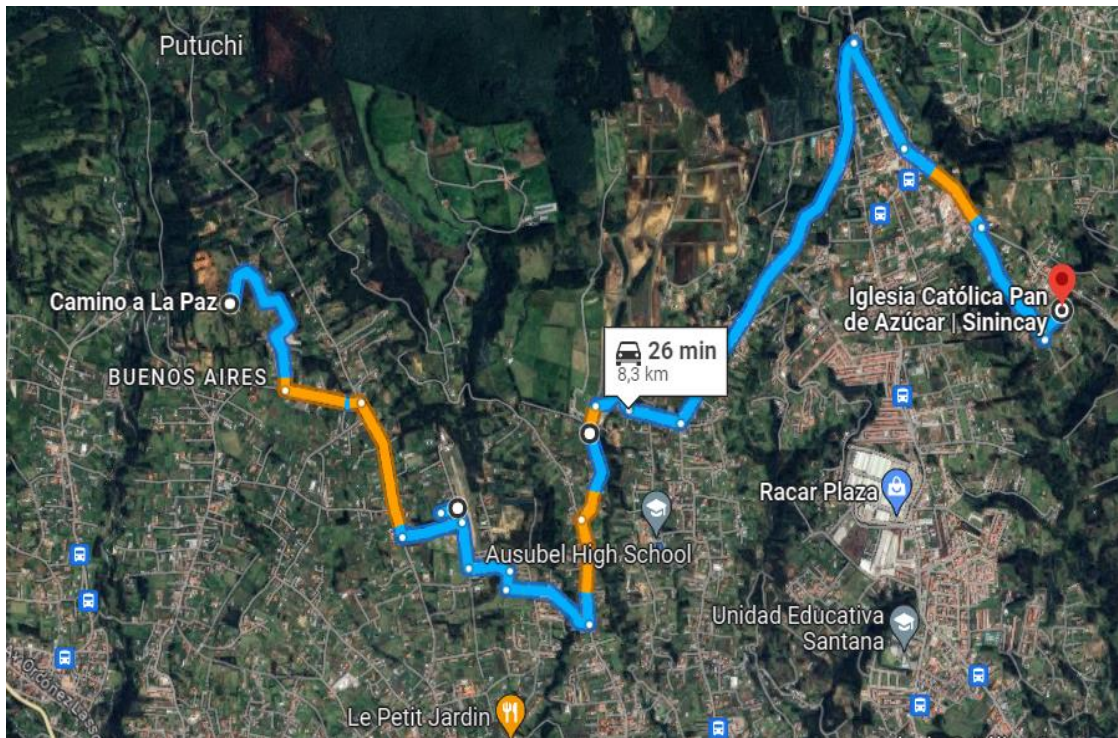 Putuchi
Camino a La Paz
BUENOS AIRES
Iglesia Católica Pan
de Azúcar | Sinincay
26 min
8,3 km
Racar Plaza
Ausubel High School
Unidad Educativa
Santana
Le Petit Jardin